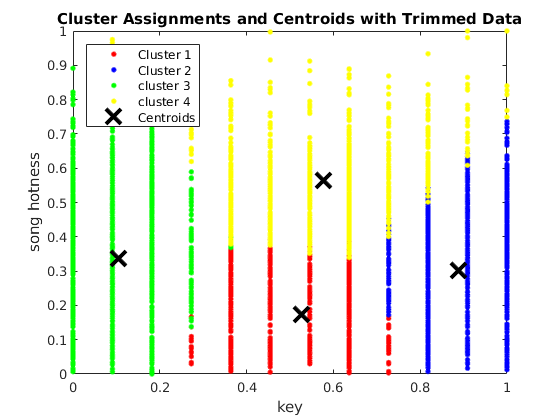 Cluster Assignments and Centroids with Trimmed Data
1
0.9
0.8
0.7
0.6
0.5
0.4
0.3
0.2
0.1
0
song hotness
Cluster 1
Cluster 2
cluster 3
cluster 4
Centroids
0 0.2 0.4 0.6 0.8 1
key